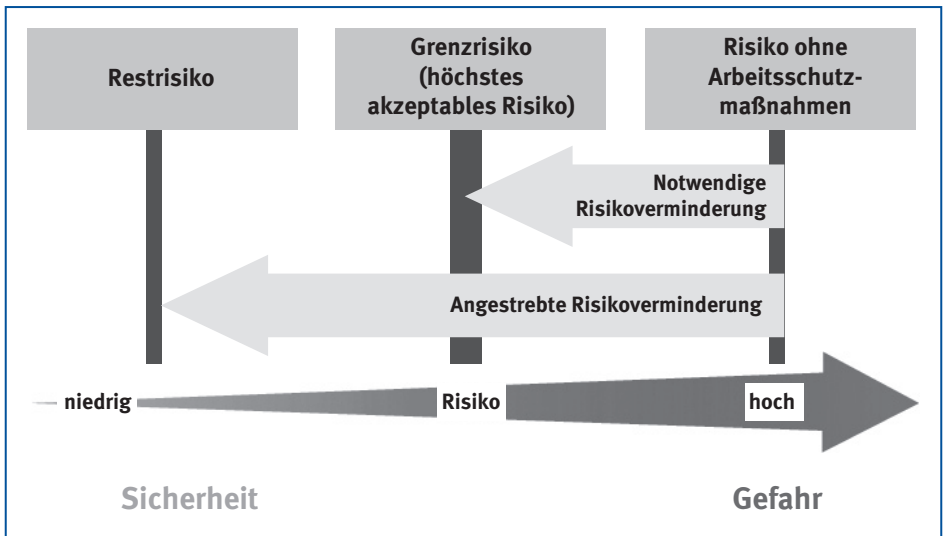 Restrisiko
Grenzrisiko
(höchstes
akzeptables Risiko)
Risiko ohne
Arbeitsschutz-
maßnahmen
Notwendige
Risikoverminderung
Angestrebte Risikoverminderung
niedrig
Risiko
hoch
Sicherheit
Gefahr